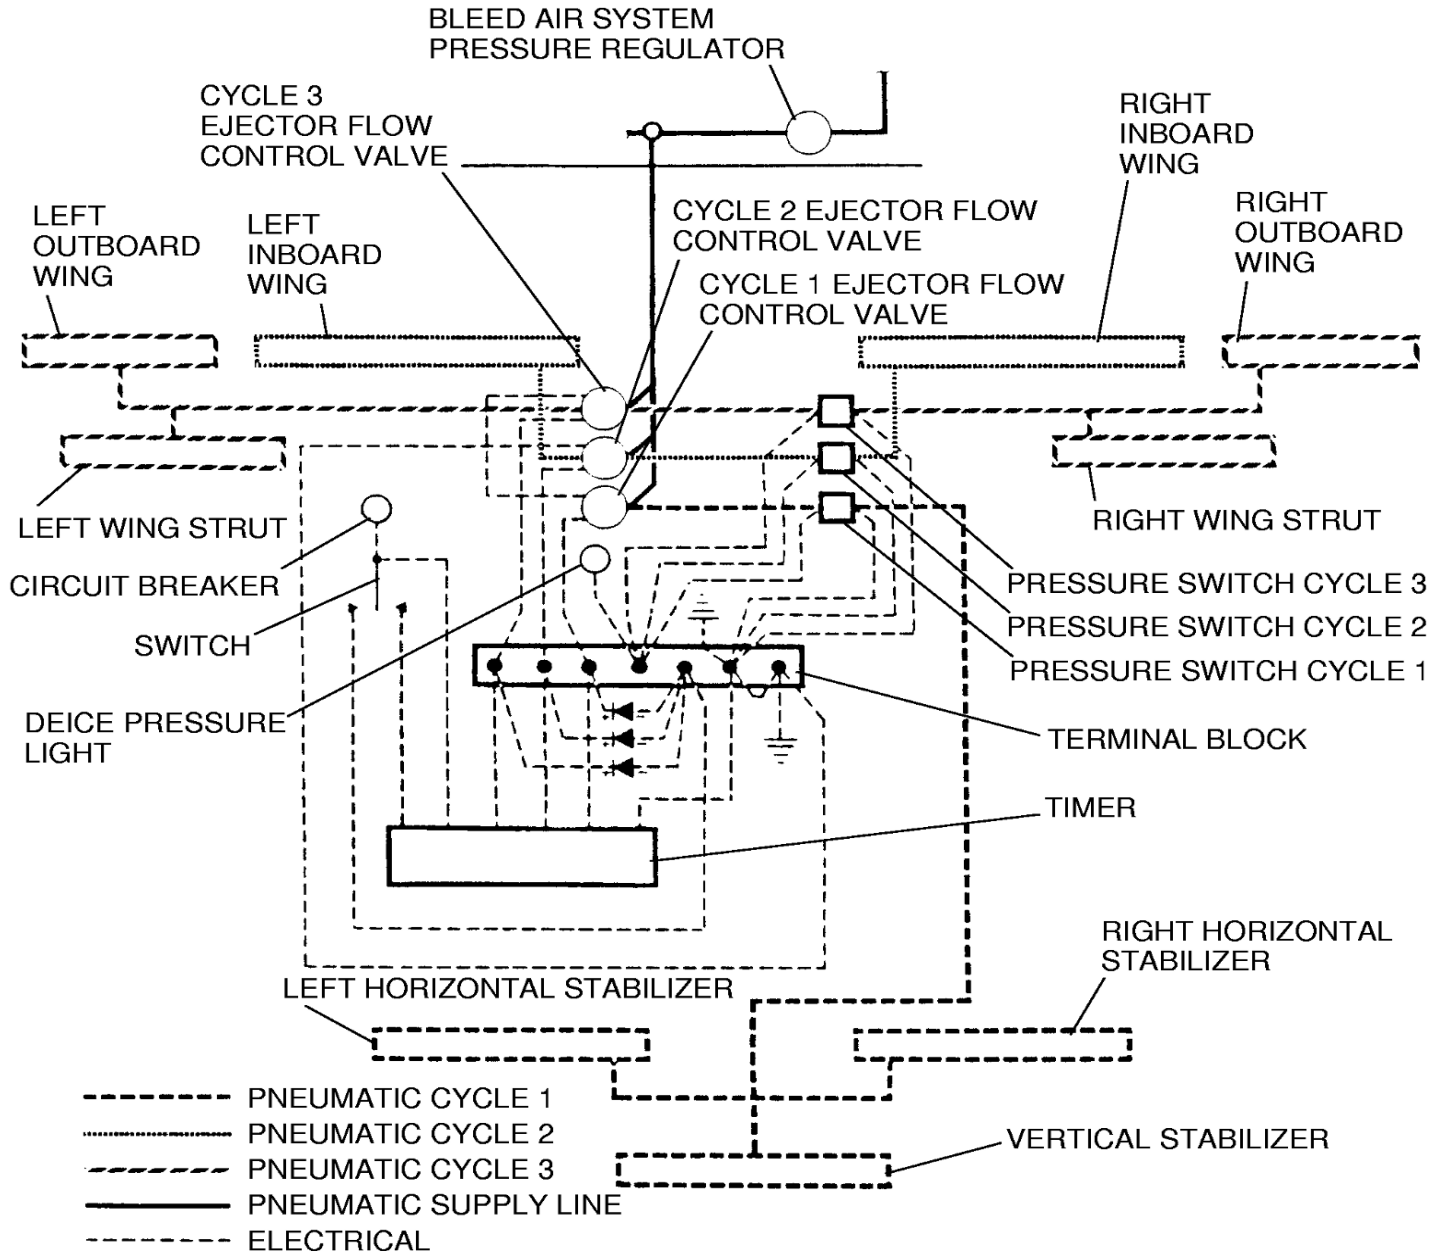 BLEED AIR SYSTEM
PRESSURE REGULATOR
CYCLE 3
EJECTOR FLOW
CONTROL VALVE
RIGHT
INBOARD
WING
LEFT
OUTBOARD
WING
LEFT
INBOARD
WING
CYCLE 2 EJECTOR FLOW
CONTROL VALVE
RIGHT
OUTBOARD
WING
CYCLE 1 EJECTOR FLOW
CONTROL VALVE
LEFT WING STRUT
RIGHT WING STRUT
CIRCUIT BREAKER
PRESSURE SWITCH CYCLE 3
SWITCH
PRESSURE SWITCH CYCLE 2
PRESSURE SWITCH CYCLE 1
DEICE PRESSURE
LIGHT
TERMINAL BLOCK
TIMER
RIGHT HORIZONTAL
STABILIZER
LEFT HORIZONTAL STABILIZER
PNEUMATIC CYCLE 1
PNEUMATIC CYCLE 2
VERTICAL STABILIZER
PNEUMATIC CYCLE 3
PNEUMATIC SUPPLY LINE
ELECTRICAL